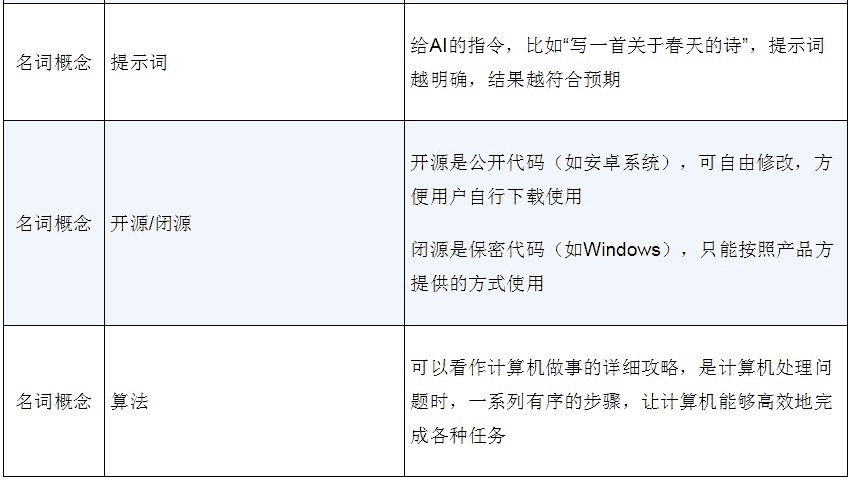 名词概念
提示词
给AI的指令，比如“写一首关于春天的诗”，提示词
越明确，结果越符合预期
名词概念
开源/闭源
开源是公开代码（如安卓系统），可自由修改，方
便用户自行下载使用
闭源是保密代码（如Windows），只能按照产品方
提供的方式使用
名词概念
算法
可以看作计算机做事的详细攻略，是计算机处理问
题时，一系列有序的步骤，让计算机能够高效地完
成各种任务